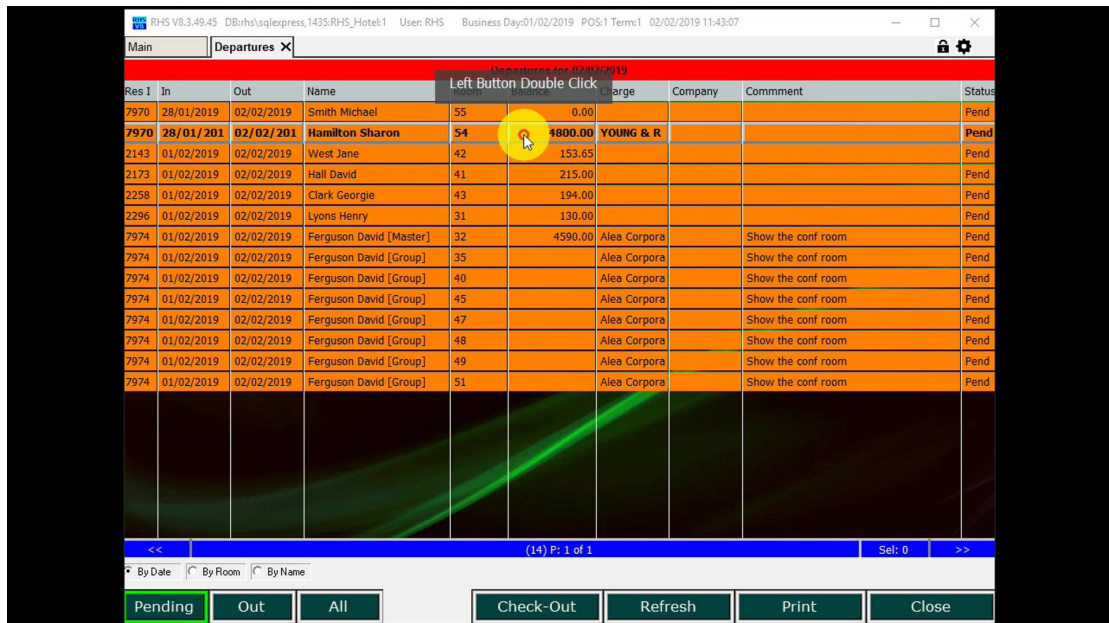 RHS V8.3.49.45 DB:rhs\sqlexpress,1435:RHS_Hotel:1 User: RHS Business Day:01/02/2019 POS:1 Term:1 02/02/2019 11:43:07
Main Departures X
Departures for 02/02/2019
Left Button Double Click
Res I In Out Name Room Balance Charge Company Commment Status
7970 28/01/2019 02/02/2019 Smith Michael 55 0.00 Pend
7970 28/01/201 02/02/201 Hamilton Sharon 54 4800.00 YOUNG & R Pend
2143 01/02/2019 02/02/2019 West Jane 42 153.65 Pend
2173 01/02/2019 02/02/2019 Hall David 41 215.00 Pend
2258 01/02/2019 02/02/2019 Clark Georgie 43 194.00 Pend
2296 01/02/2019 02/02/2019 Lyons Henry 31 130.00 Pend
7974 01/02/2019 02/02/2019 Ferguson David [Master] 32 4590.00 Alea Corpora Show the conf room Pend
7974 01/02/2019 02/02/2019 Ferguson David [Group] 35 Alea Corpora Show the conf room Pend
7974 01/02/2019 02/02/2019 Ferguson David [Group] 40 Alea Corpora Show the conf room Pend
7974 01/02/2019 02/02/2019 Ferguson David [Group] 45 Alea Corpora Show the conf room Pend
7974 01/02/2019 02/02/2019 Ferguson David [Group] 47 Alea Corpora Show the conf room Pend
7974 01/02/2019 02/02/2019 Ferguson David [Group] 48 Alea Corpora Show the conf room Pend
7974 01/02/2019 02/02/2019 Ferguson David [Group] 49 Alea Corpora Show the conf room Pend
7974 01/02/2019 02/02/2019 Ferguson David [Group] 51 Alea Corpora Show the conf room Pend
<< (14) P: 1 of 1 Sel: 0 >>
By Date By Room By Name
Pending Out All Check-Out Refresh Print Close